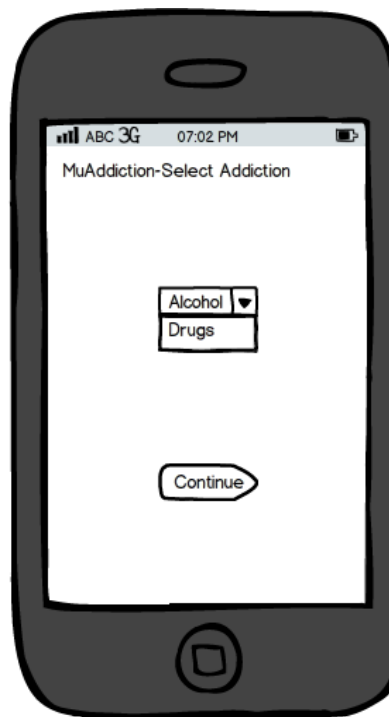 ABC 3G 07:02 PM
MuAddiction-Select Addiction
Alcohol
Drugs
Continue